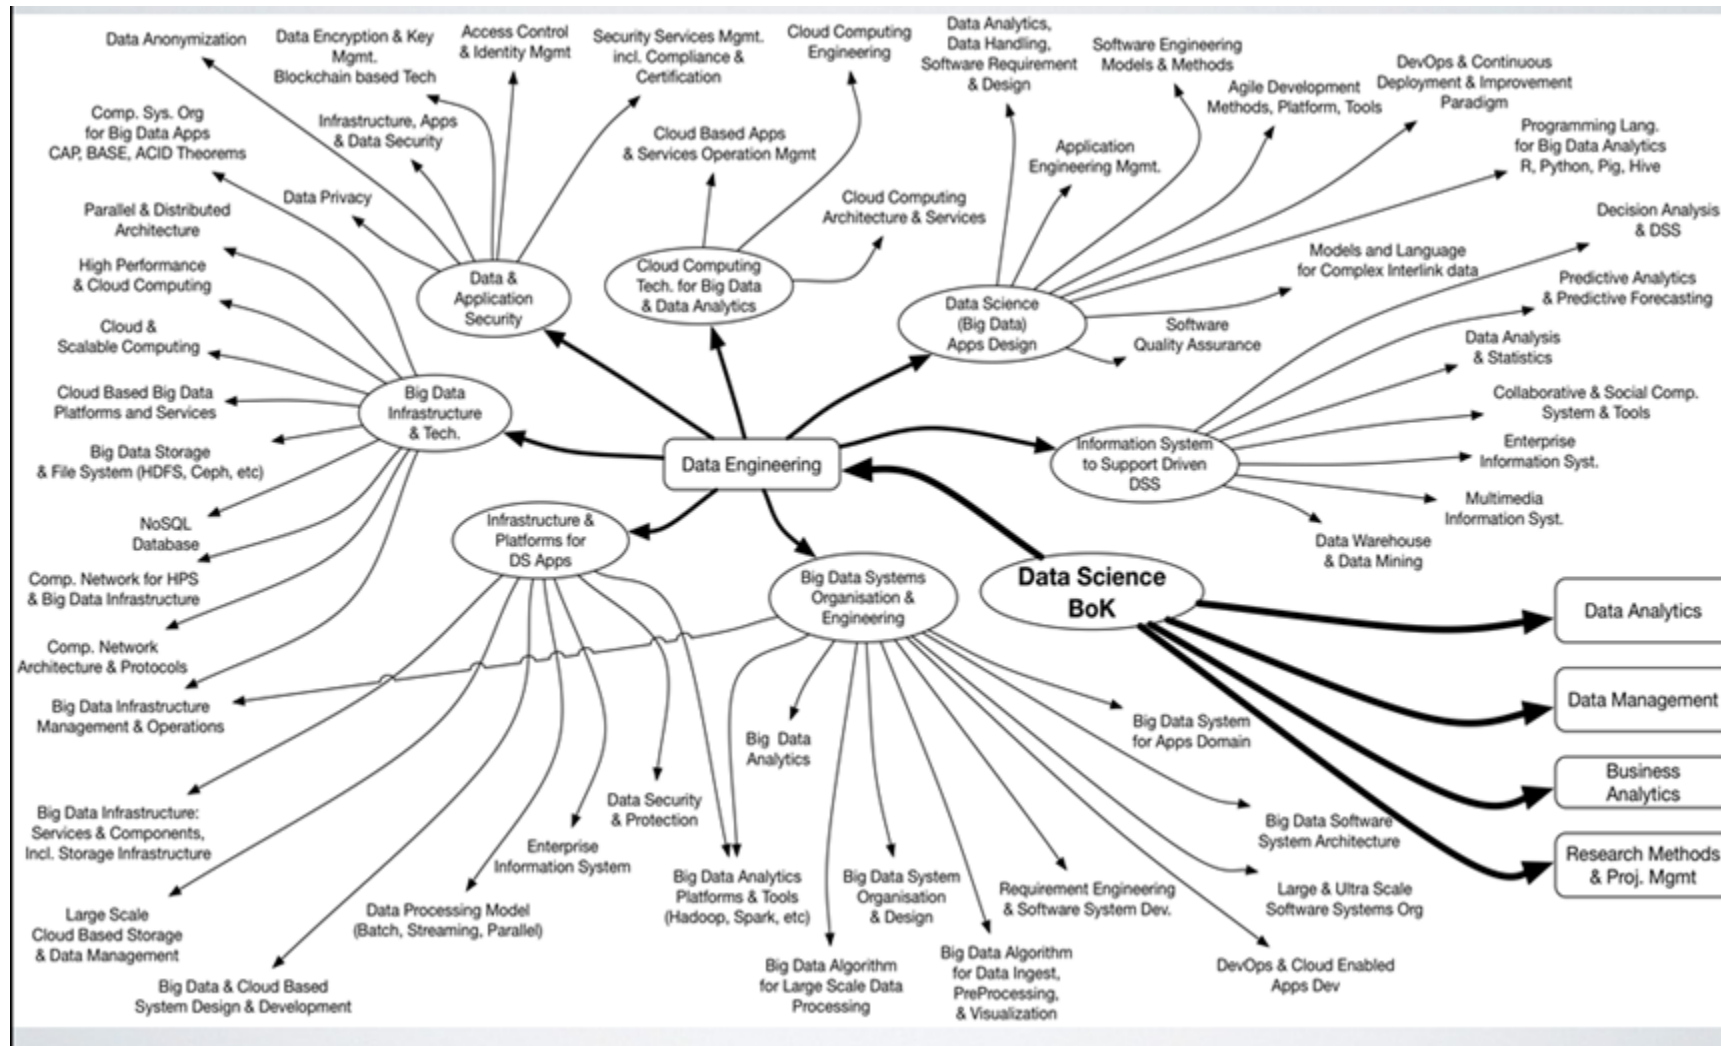 Data Anonymization
Data Encryption & Key
Mgmt.
Blockchain based Tech
Access Control
& Identity Mgmt
Security Services Mgmt.
incl. Compliance &
Certification
Cloud Computing
Engineering
Data Analytics,
Data Handling,
Software Requirement
& Design
Software Engineering
Models & Methods
Agile Development
Methods, Platform, Tools
DevOps & Continuous
Deployment & Improvement
Paradigm
Comp. Sys. Org
for Big Data Apps
CAP, BASE, ACID Theorems
Infrastructure, Apps
& Data Security
Cloud Based Apps
& Services Operation Mgmt
Application
Engineering Mgmt.
Programming Lang.
for Big Data Analytics
R, Python, Pig, Hive
Data Privacy
Cloud Computing
Architecture & Services
Parallel & Distributed
Architecture
Decision Analysis
& DSS
High Performance
& Cloud Computing
Data &
Application
Security
Cloud Computing
Tech. for Big Data
& Data Analytics
Models and Language
for Complex Interlink data
Predictive Analytics
& Predictive Forecasting
Data Science
(Big Data)
Apps Design
Software
Quality Assurance
Cloud &
Scalable Computing
Data Analysis
& Statistics
Cloud Based Big Data
Platforms and Services
Big Data
Infrastructure
& Tech.
Collaborative & Social Comp.
System & Tools
Big Data Storage
& File System (HDFS, Ceph, etc)
Data Engineering
Information System
to Support Driven
DSS
Enterprise
Information Syst.
Multimedia
Information Syst.
NoSQL
Database
Infrastructure &
Platforms for
DS Apps
Data Warehouse
& Data Mining
Comp. Network for HPS
& Big Data Infrastructure
Big Data Systems
Organisation &
Engineering
Data Science
BoK
Data Analytics
Comp. Network
Architecture & Protocols
Data Management
Big Data Infrastructure
Management & Operations
Big Data
Analytics
Big Data System
for Apps Domain
Business
Analytics
Big Data Infrastructure:
Services & Components,
Incl. Storage Infrastructure
Data Security
& Protection
Big Data Software
System Architecture
Research Methods
& Proj. Mgmt
Enterprise
Information System
Big Data Analytics
Platforms & Tools
(Hadoop, Spark, etc)
Big Data System
Organisation
& Design
Requirement Engineering
& Software System Dev.
Large & Ultra Scale
Software Systems Org
Large Scale
Cloud Based Storage
& Data Management
Data Processing Model
(Batch, Streaming, Parallel)
Big Data & Cloud Based
System Design & Development
Big Data Algorithm
for Large Scale Data
Processing
Big Data Algorithm
for Data Ingest,
PreProcessing,
& Visualization
DevOps & Cloud Enabled
Apps Dev